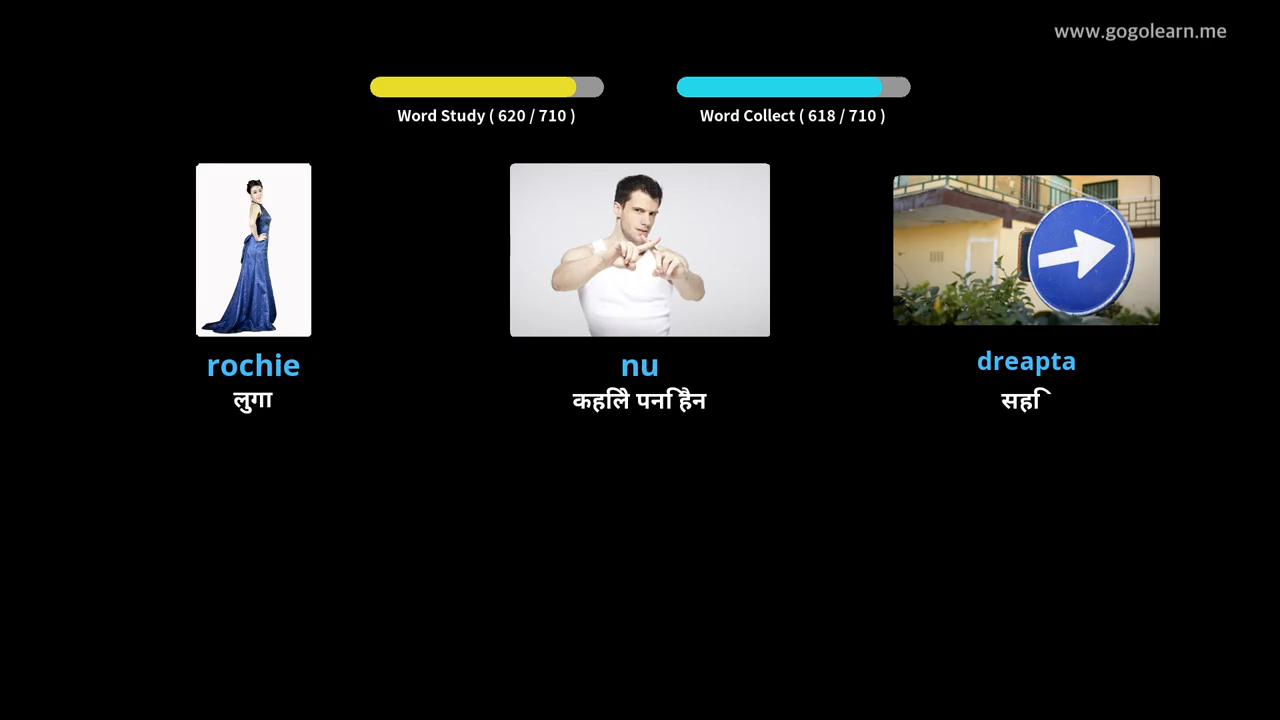 www.gogolearn.me
Word Study ( 620 / 710 )
Word Collect ( 618 / 710 )
rochie
लुगा
nu
कहिलेि पनि हैिन
dreapta
सहि